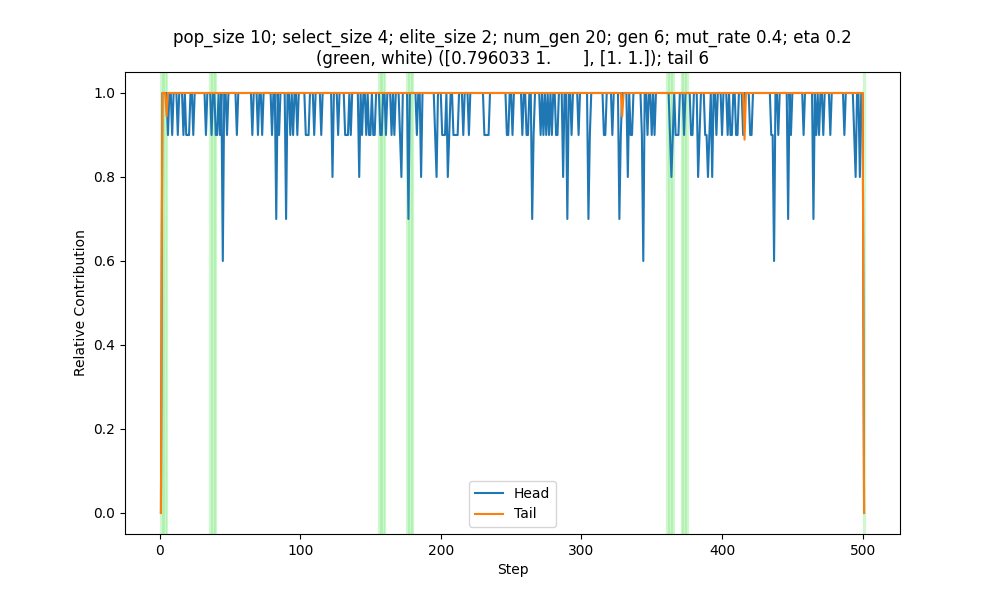 pop_size 10; select_size 4; elite_size 2; num_gen 20; gen 6; mut_rate 0.4; eta 0.2
(green, white) ([0.796033 1.      ], [1. 1.]); tail 6
1.0
0.8
0.6
0.4
0.2
0.0
Relative Contribution
Head
Tail
0
100
200
300
400
500
Step